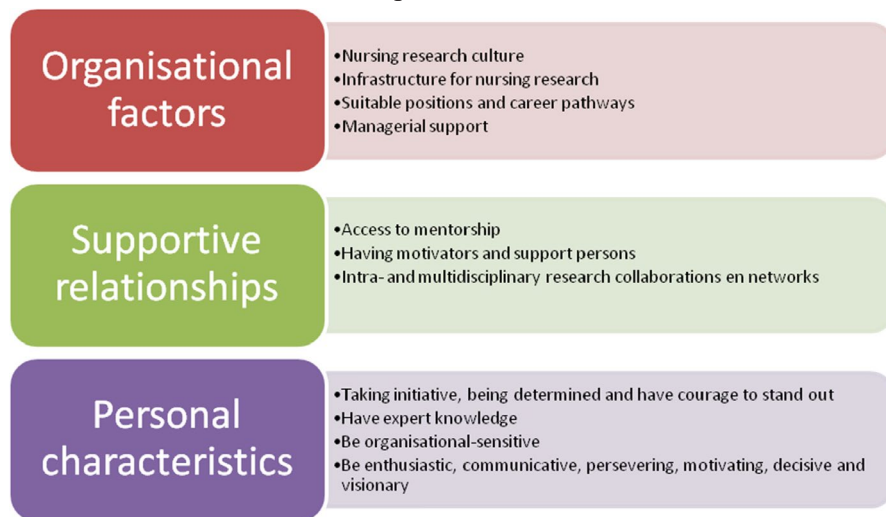 Organisational
factors
•Nursing research culture
•Infrastructure for nursing research
•Suitable positions and career pathways
•Managerial support
Supportive
relationships
•Access to mentorship
•Having motivators and support persons
•Intra- and multidisciplinary research collaborations en networks
Personal
characteristics
•Taking initiative, being determined and have courage to stand out
•Have expert knowledge
•Be organisational-sensitive
•Be enthusiastic, communicative, persevering, motivating, decisive and
visionary